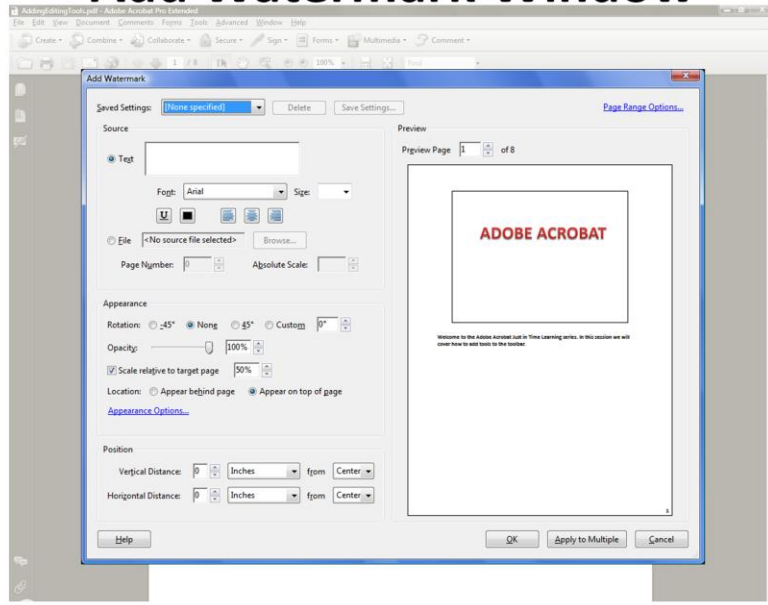 Add Watermark Window
AddingEditingTools.pdf - Adobe Acrobat Pro Extended
File Edit View Document Comments Forms Tools Advanced Window Help
Create Combine Collaborate Secure Sign Forms Multimedia Comment
1 / 8 100% Find
Add Watermark
Saved Settings: [None specified] Delete Save Settings... Page Range Options...
Source
Text
Font: Arial Size:
U
File <No source file selected> Browse...
Page Number: 0 Absolute Scale:
Appearance
Rotation: -45° None 45° Custom 0°
Opacity: 100%
Scale relative to target page 50%
Location: Appear behind page Appear on top of page
Appearance Options...
Position
Vertical Distance: 0 Inches from Center
Horizontal Distance: 0 Inches from Center
Preview
Preview Page 1 of 8
ADOBE ACROBAT
Welcome to the Adobe Acrobat Just in Time Learning series. In this session we will
cover how to add tools to the toolbar.
Help OK Apply to Multiple Cancel